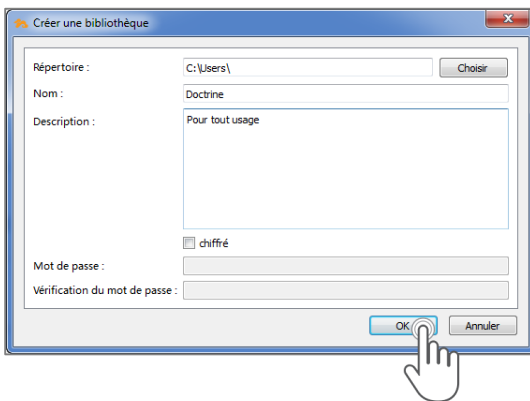 Créer une bibliothèque
Répertoire : C:\Users\ Choisir
Nom : Doctrine
Description : Pour tout usage
chiffré
Mot de passe :
Vérification du mot de passe :
OK Annuler